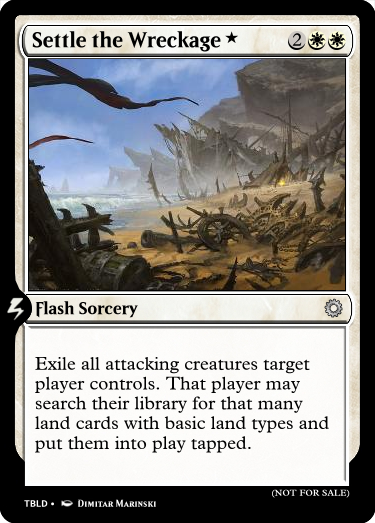 Settle the Wreckage ★ 2
Flash Sorcery
Exile all attacking creatures target
player controls. That player may
search their library for that many
land cards with basic land types and
put them into play tapped.
(NOT FOR SALE)
TBLD • Dimitar Marinski